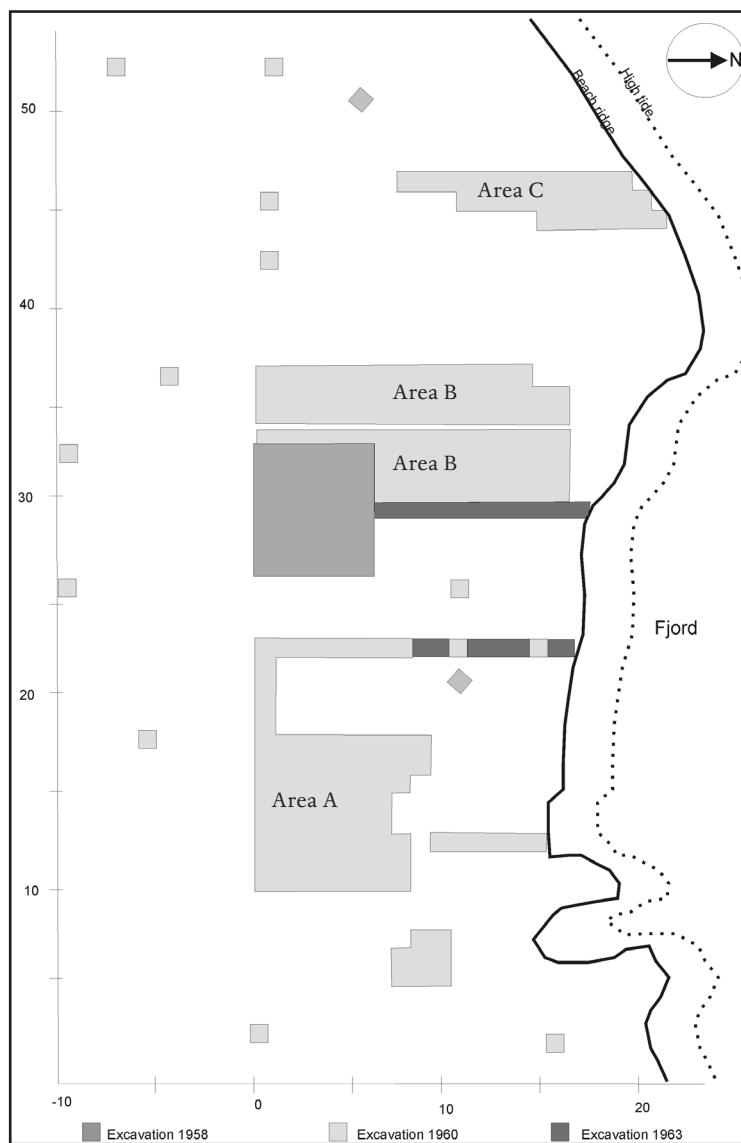 N
High tide
Beach ridge
50
Area C
40
Area B
Area B
30
Fjord
20
Area A
10
-10
0
10
20
Excavation 1958
Excavation 1960
Excavation 1963